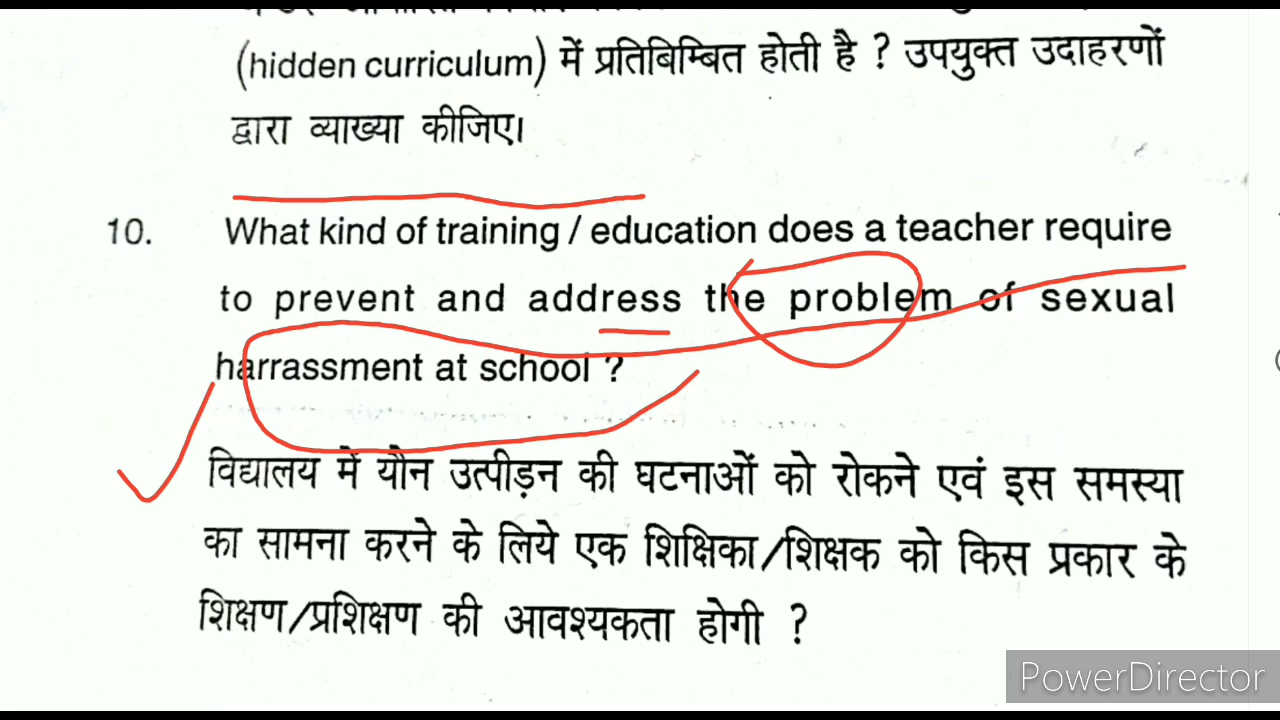 (hidden curriculum) में प्रतिबिम्बित होती है ? उपयुक्त उदाहरणों
द्वारा व्याख्या कीजिए।
10. What kind of training / education does a teacher require
to prevent and address the problem of sexual
harrassment at school ?
विद्यालय में यौन उत्पीड़न की घटनाओं को रोकने एवं इस समस्या
का सामना करने के लिये एक शिक्षिका/शिक्षक को किस प्रकार के
शिक्षण/प्रशिक्षण की आवश्यकता होगी ?
PowerDirector